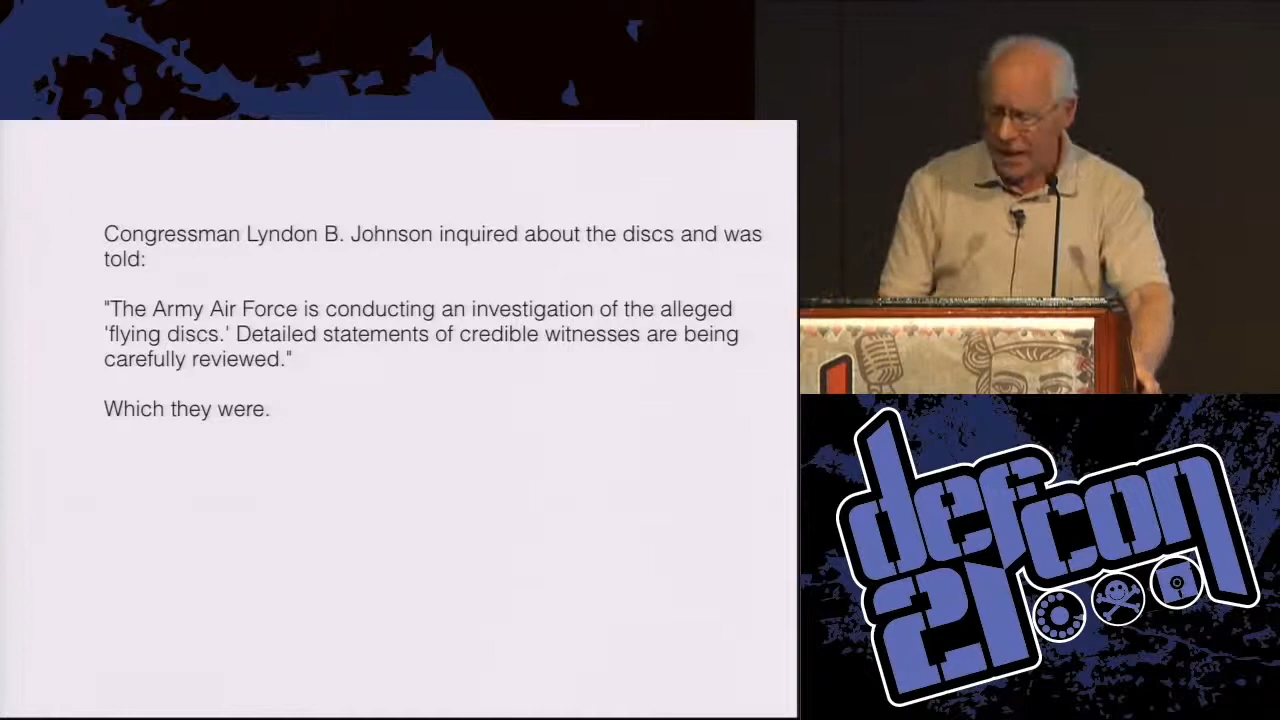 Congressman Lyndon B. Johnson inquired about the discs and was
told:
"The Army Air Force is conducting an investigation of the alleged
'flying discs.' Detailed statements of credible witnesses are being
carefully reviewed."
Which they were.
defcon
21